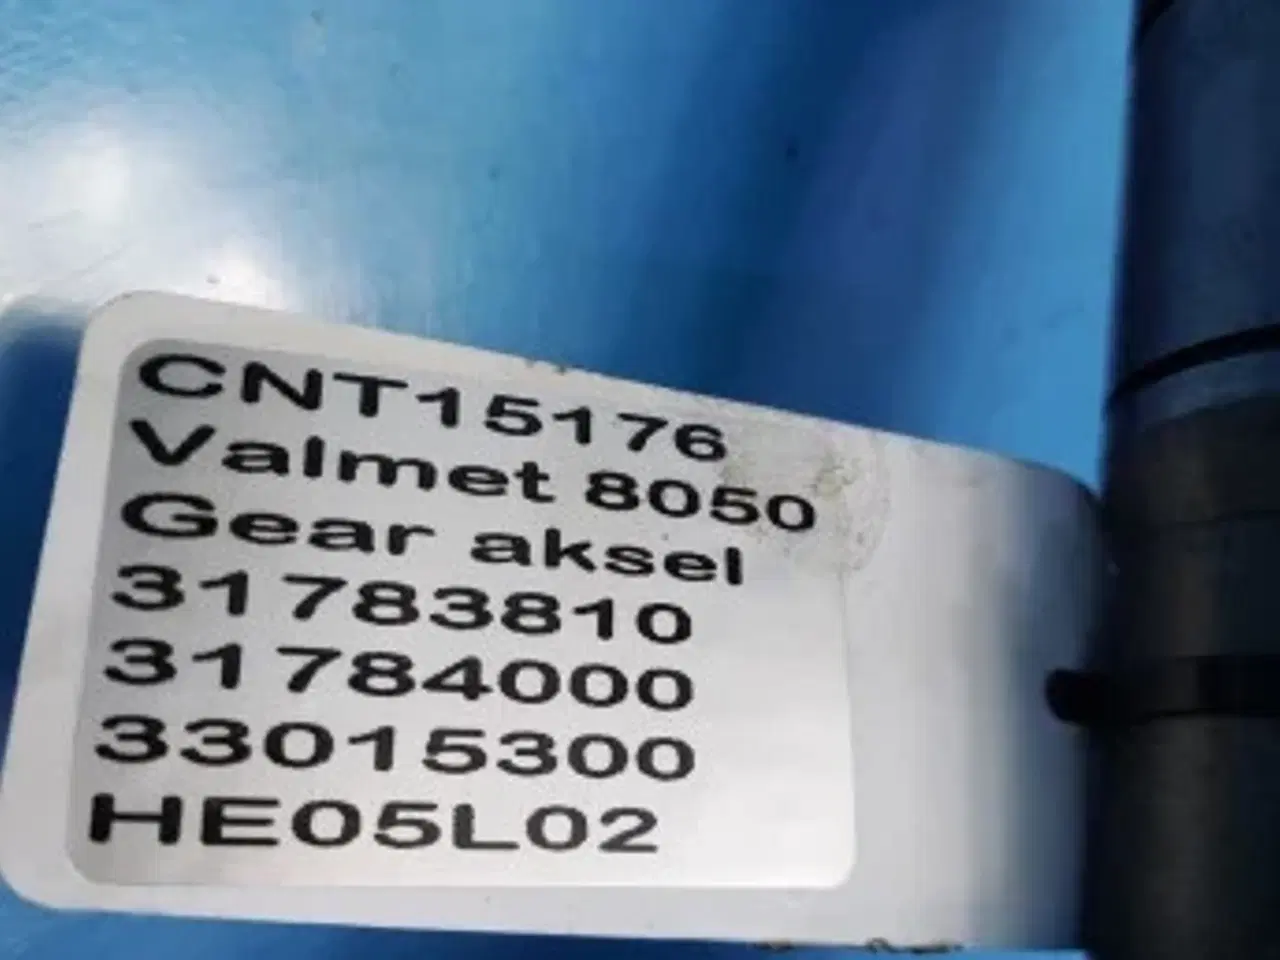 CNT15176
Valmet 8050
Gear aksel
31783810
31784000
33015300
HE05L02